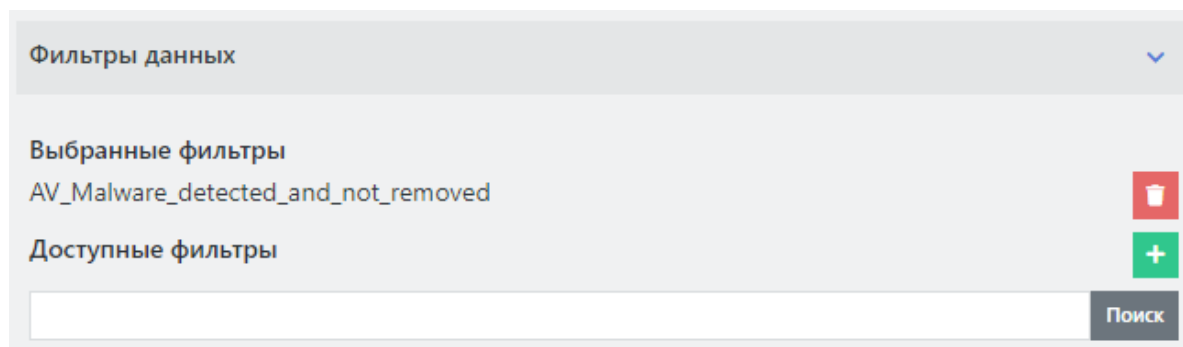 Фильтры данных
Выбранные фильтры
AV_Malware_detected_and_not_removed
Доступные фильтры
Поиск